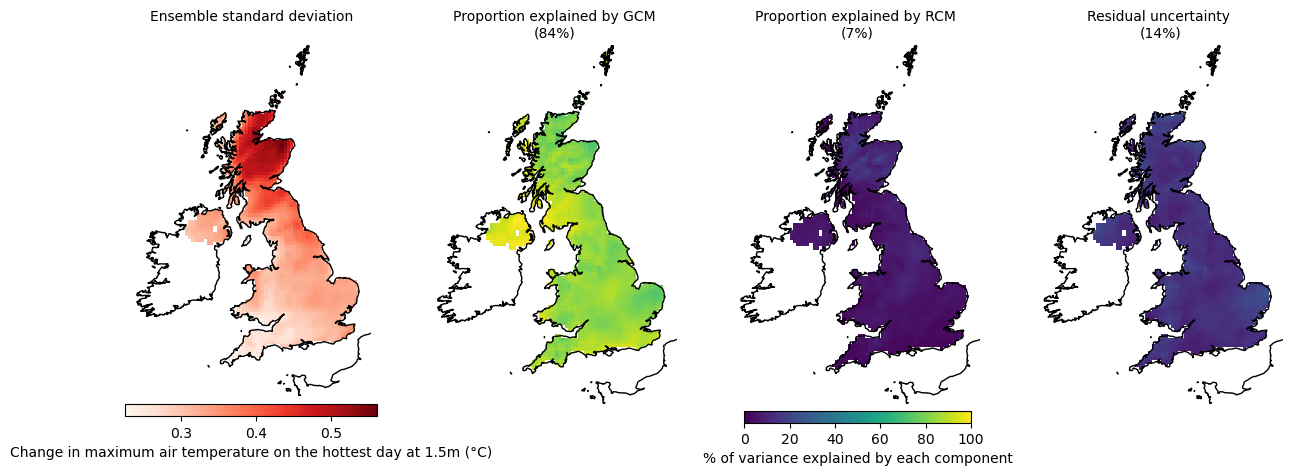 Ensemble standard deviation
Proportion explained by GCM
(84%)
Proportion explained by RCM
(7%)
Residual uncertainty
(14%)
0.3 0.4 0.5
Change in maximum air temperature on the hottest day at 1.5m (°C)
0 20 40 60 80 100
% of variance explained by each component